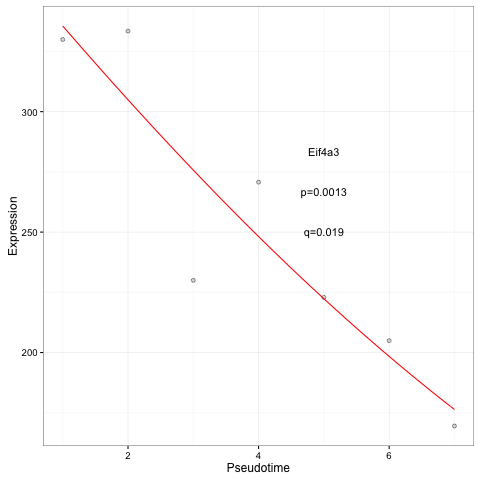 300
250
200
Expression
Eif4a3
p=0.0013
q=0.019
2 4 6
Pseudotime